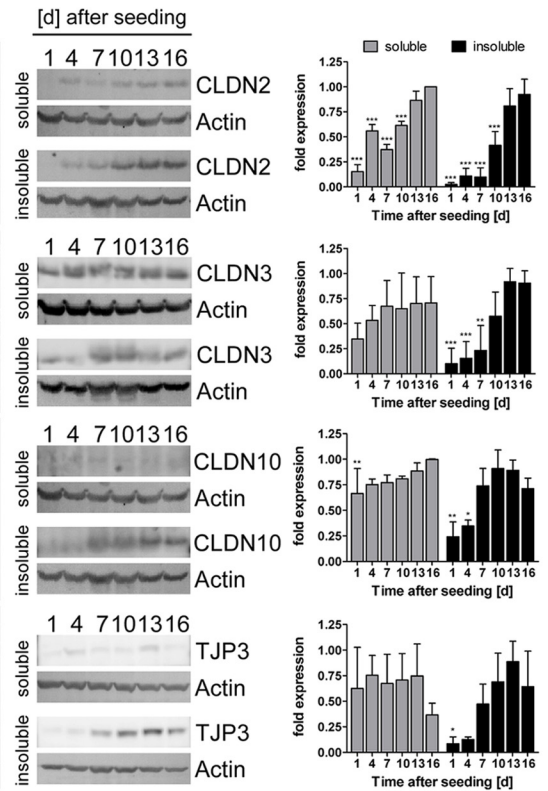 [d] after seeding
1 4 7 10 13 16
soluble
CLDN2
Actin
insoluble
CLDN2
Actin
soluble insoluble
fold expression
1.25
1.00
0.75
0.50
0.25
0.00
*** *** *** *** *** *** *** ***
1 4 7 10 13 16 1 4 7 10 13 16
Time after seeding [d]
1 4 7 10 13 16
soluble
CLDN3
Actin
insoluble
CLDN3
Actin
fold expression
1.25
1.00
0.75
0.50
0.25
0.00
*** *** **
1 4 7 10 13 16 1 4 7 10 13 16
Time after seeding [d]
1 4 7 10 13 16
soluble
CLDN10
Actin
insoluble
CLDN10
Actin
fold expression
1.25
1.00
0.75
0.50
0.25
0.00
** ** *
1 4 7 10 13 16 1 4 7 10 13 16
Time after seeding [d]
1 4 7 10 13 16
soluble
TJP3
Actin
insoluble
TJP3
Actin
fold expression
1.25
1.00
0.75
0.50
0.25
0.00
*
1 4 7 10 13 16 1 4 7 10 13 16
Time after seeding [d]